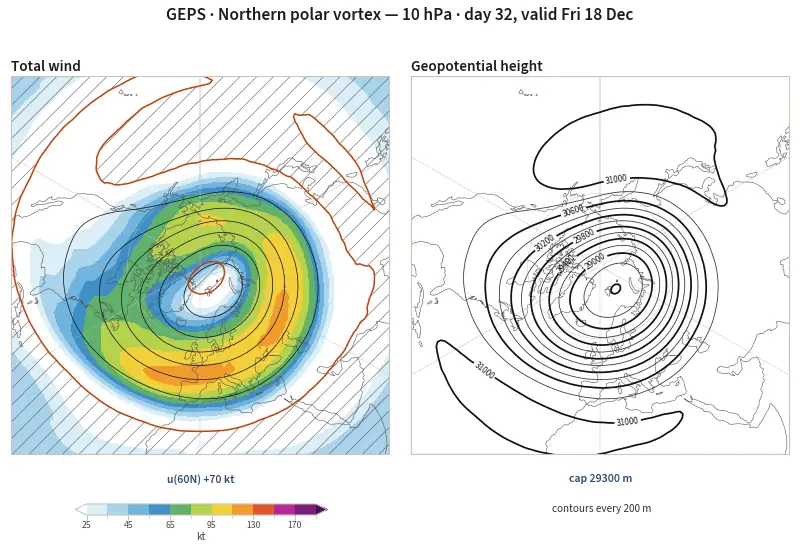 GEPS · Northern polar vortex — 10 hPa · day 32, valid Fri 18 Dec
Total wind
Geopotential height
31000
30600
30200
29800
29000
31000
31000
u(60N) +70 kt
cap 29300 m
contours every 200 m
25 45 65 95 130 170
kt